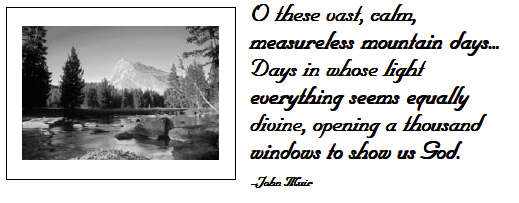 O these vast, calm,
measureless mountain days...
Days in whose light
everything seems equally
divine, opening a thousand
windows to show us God.
-John Muir